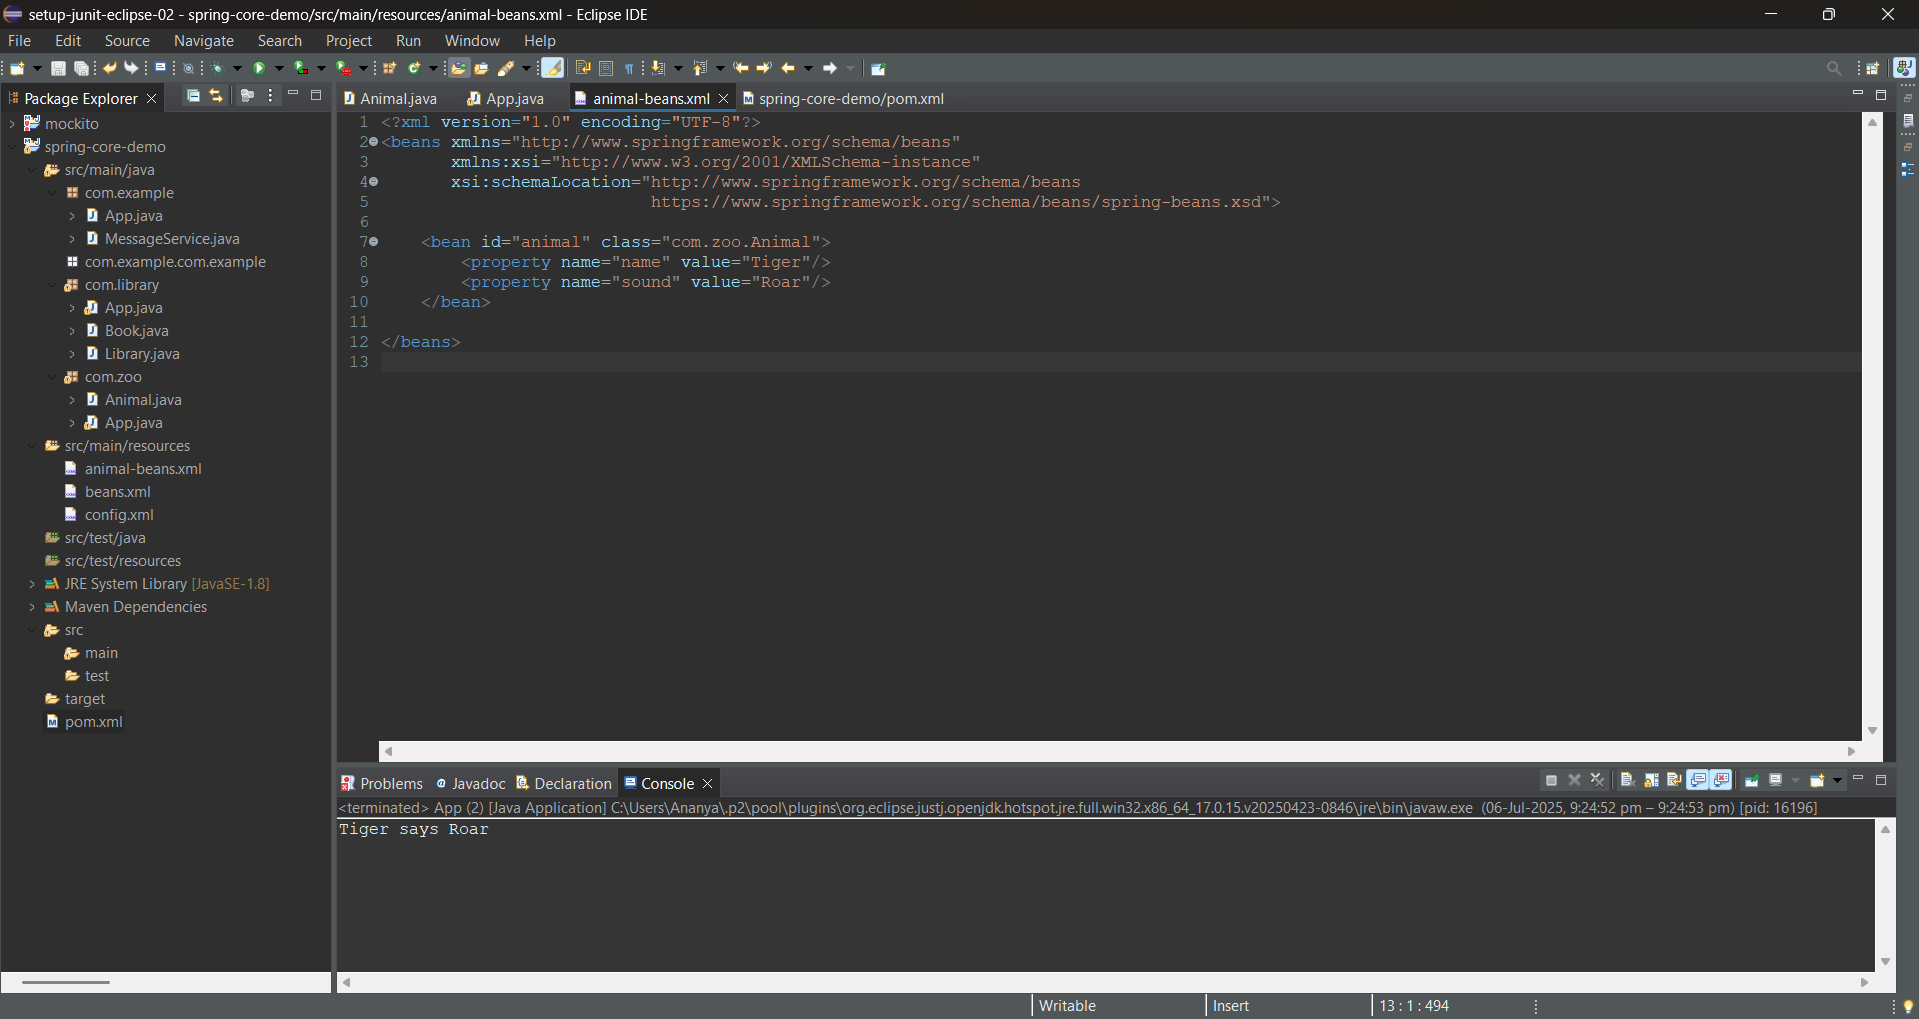 setup-junit-eclipse-02 - spring-core-demo/src/main/resources/animal-beans.xml - Eclipse IDE
File Edit Source Navigate Search Project Run Window Help
Package Explorer
mockito
spring-core-demo
src/main/java
com.example
App.java
MessageService.java
com.example.com.example
com.library
App.java
Book.java
Library.java
com.zoo
Animal.java
App.java
src/main/resources
animal-beans.xml
beans.xml
config.xml
src/test/java
src/test/resources
JRE System Library [JavaSE-1.8]
Maven Dependencies
src
main
test
target
pom.xml
Animal.java App.java animal-beans.xml spring-core-demo/pom.xml
1 <?xml version="1.0" encoding="UTF-8"?>
2 <beans xmlns="http://www.springframework.org/schema/beans"
3 xmlns:xsi="http://www.w3.org/2001/XMLSchema-instance"
4 xsi:schemaLocation="http://www.springframework.org/schema/beans
5 https://www.springframework.org/schema/beans/spring-beans.xsd">
6
7 <bean id="animal" class="com.zoo.Animal">
8 <property name="name" value="Tiger"/>
9 <property name="sound" value="Roar"/>
10 </bean>
11
12 </beans>
13
Problems Javadoc Declaration Console
<terminated> App (2) [Java Application] C:\Users\Ananya\.p2\pool\plugins\org.eclipse.justj.openjdk.hotspot.jre.full.win32.x86_64_17.0.15.v20250423-0846\jre\bin\javaw.exe (06-Jul-2025, 9:24:52 pm – 9:24:53 pm) [pid: 16196]
Tiger says Roar
Writable Insert 13 : 1 : 494